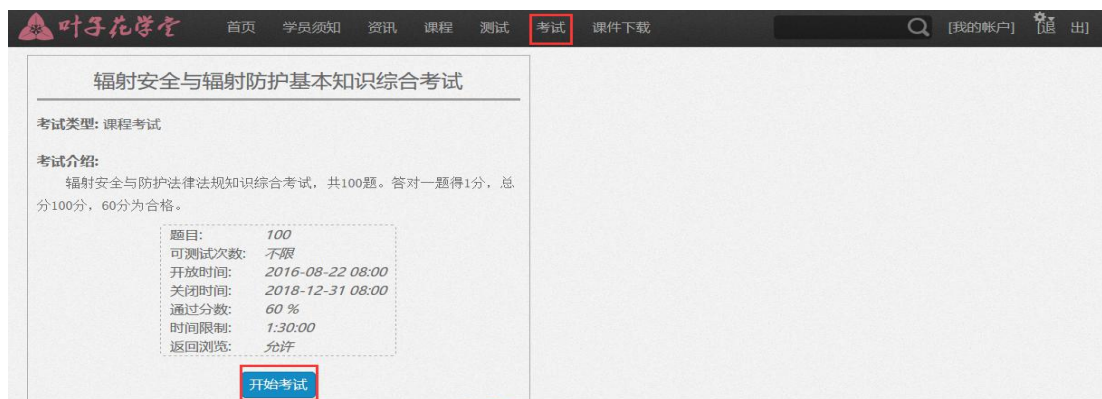 叶子花学堂 首页 学员须知 资讯 课程 测试 考试 课件下载 [我的帐户] [退 出]
辐射安全与辐射防护基本知识综合考试
考试类型: 课程考试
考试介绍:
辐射安全与防护法律法规知识综合考试，共100题。答对一题得1分，总
分100分，60分为合格。
题目: 100
可测试次数: 不限
开放时间: 2016-08-22 08:00
关闭时间: 2018-12-31 08:00
通过分数: 60 %
时间限制: 1:30:00
返回浏览: 允许
开始考试